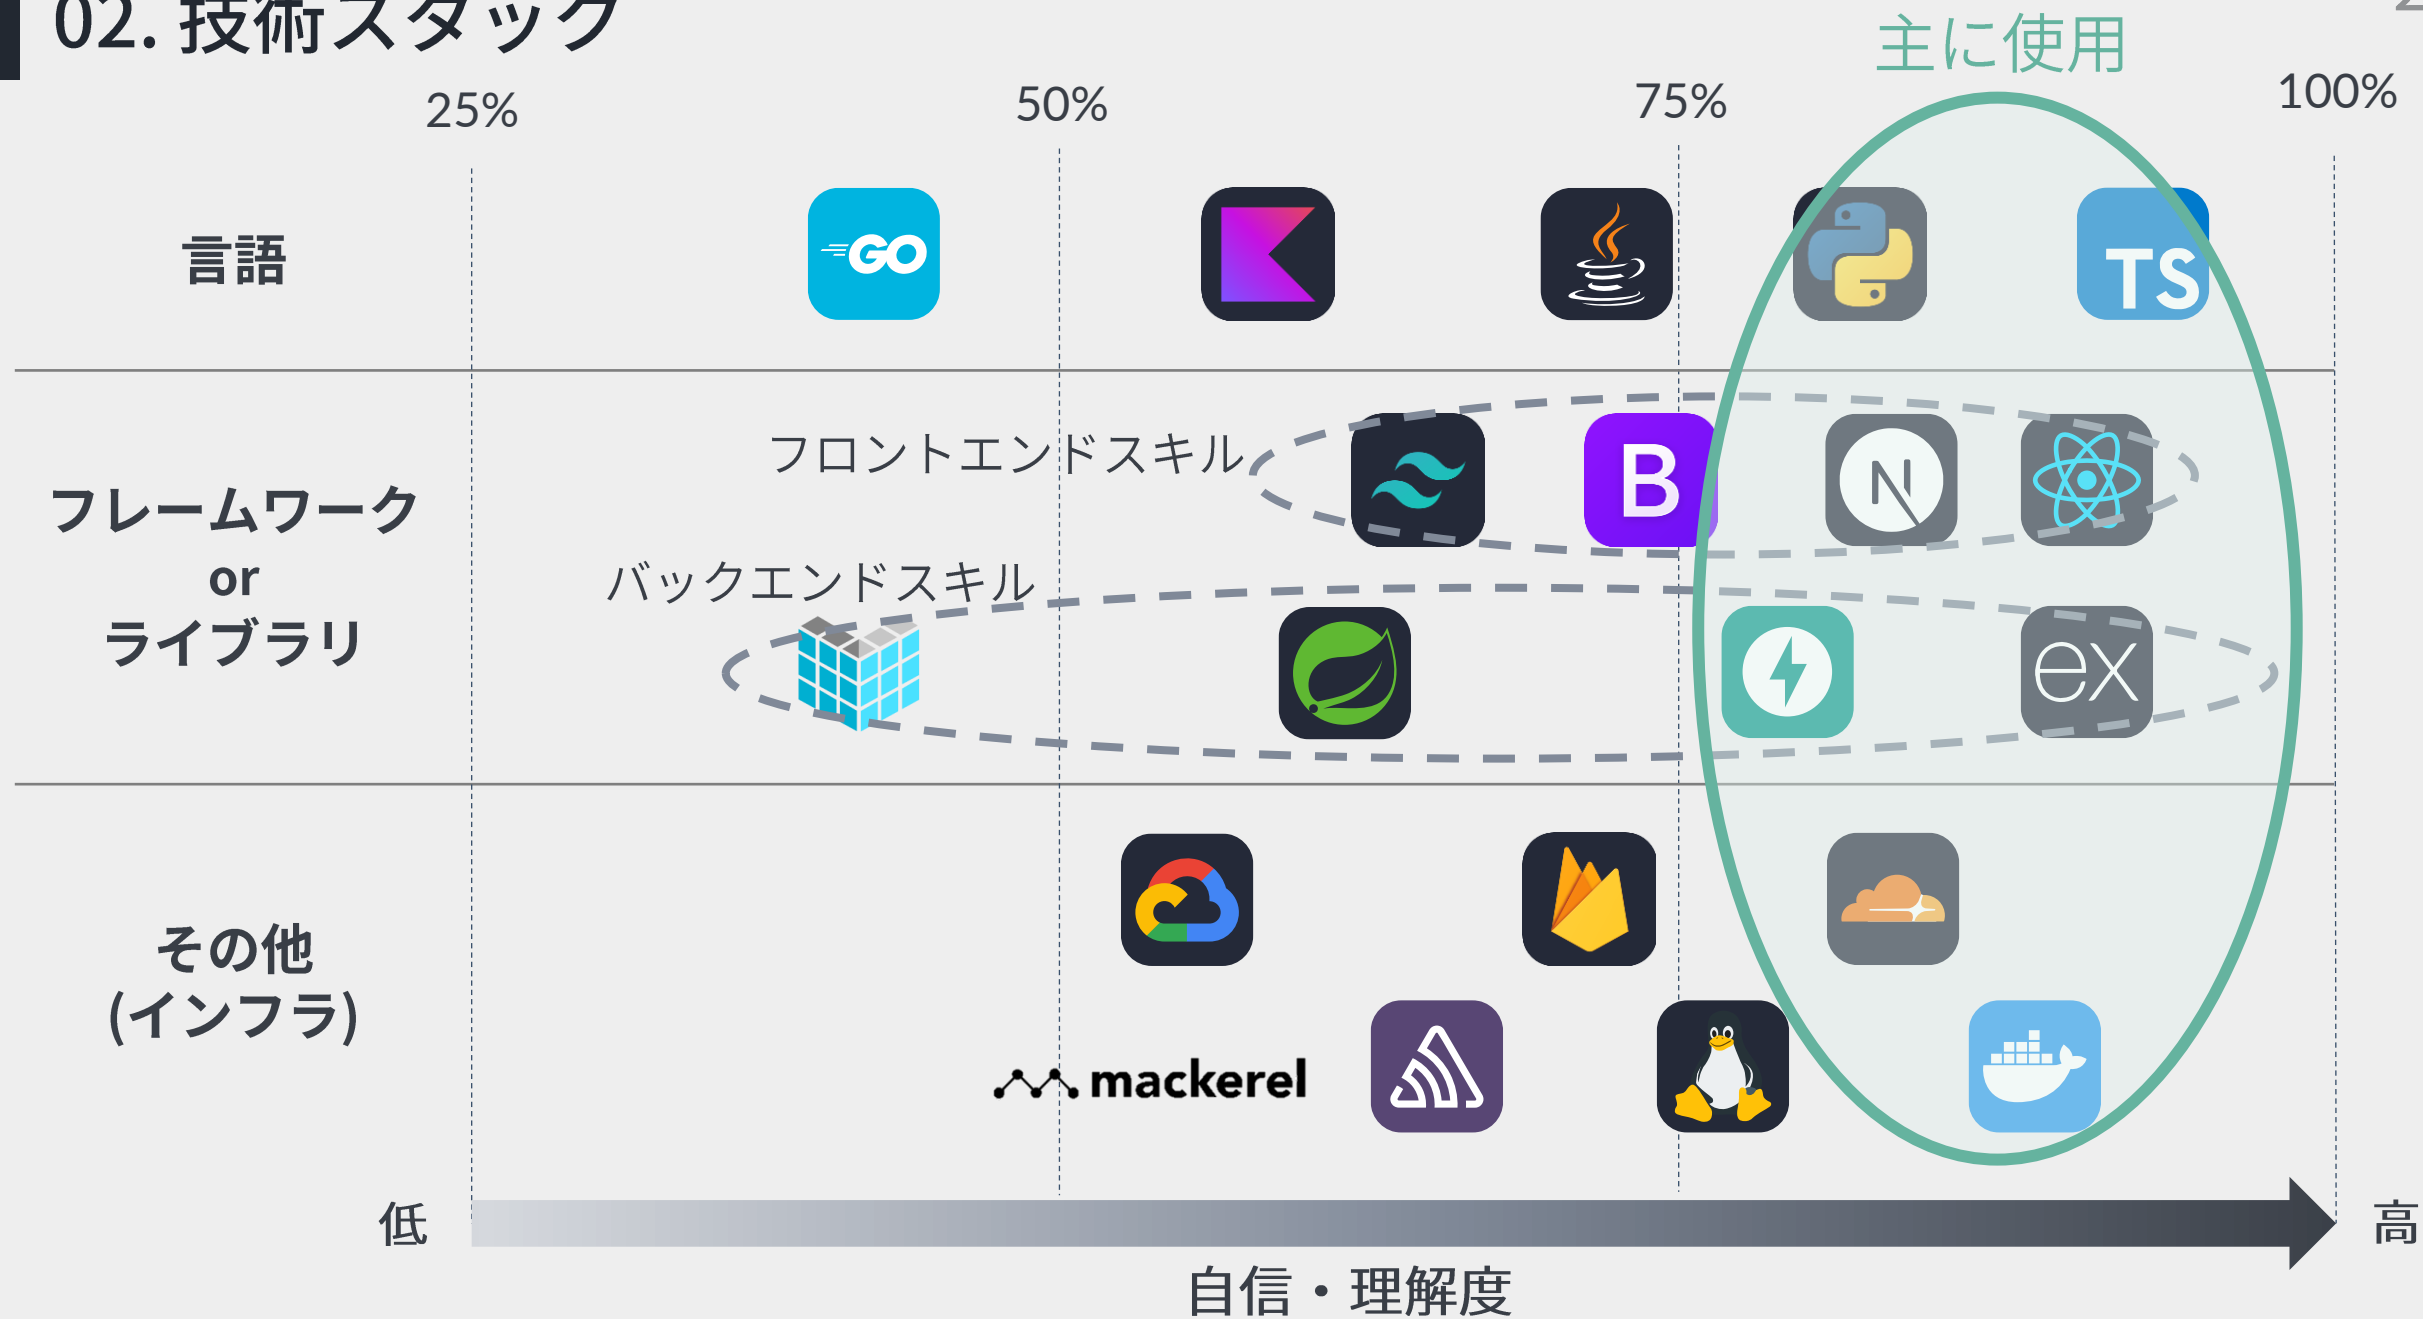 02. 技術スタック
主に使用
25%
50%
75%
100%
言語
GO
TS
フロントエンドスキル
B
N
フレームワーク
or
ライブラリ
バックエンドスキル
ex
その他
(インフラ)
mackerel
低
高
自信・理解度